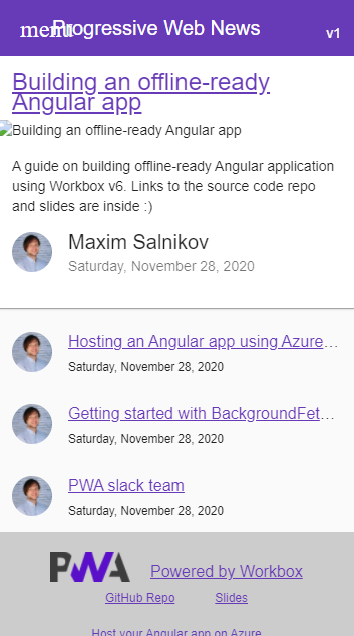 menu
Progressive Web News
v1
Building an offline-ready
Angular app
Building an offline-ready Angular app
A guide on building offline-ready Angular application
using Workbox v6. Links to the source code repo
and slides are inside :)
Maxim Salnikov
Saturday, November 28, 2020
Hosting an Angular app using Azure…
Saturday, November 28, 2020
Getting started with BackgroundFet…
Saturday, November 28, 2020
PWA slack team
Saturday, November 28, 2020
PWA Powered by Workbox
GitHub Repo Slides
Host your Angular app on Azure